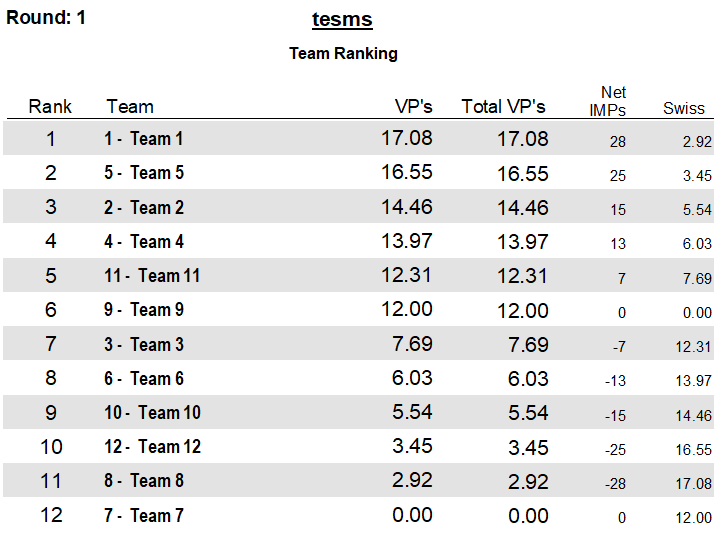 Round: 1 tesms
Team Ranking
Rank Team VP's Total VP's Net IMPs Swiss
1 1 - Team 1 17.08 17.08 28 2.92
2 5 - Team 5 16.55 16.55 25 3.45
3 2 - Team 2 14.46 14.46 15 5.54
4 4 - Team 4 13.97 13.97 13 6.03
5 11 - Team 11 12.31 12.31 7 7.69
6 9 - Team 9 12.00 12.00 0 0.00
7 3 - Team 3 7.69 7.69 -7 12.31
8 6 - Team 6 6.03 6.03 -13 13.97
9 10 - Team 10 5.54 5.54 -15 14.46
10 12 - Team 12 3.45 3.45 -25 16.55
11 8 - Team 8 2.92 2.92 -28 17.08
12 7 - Team 7 0.00 0.00 0 12.00